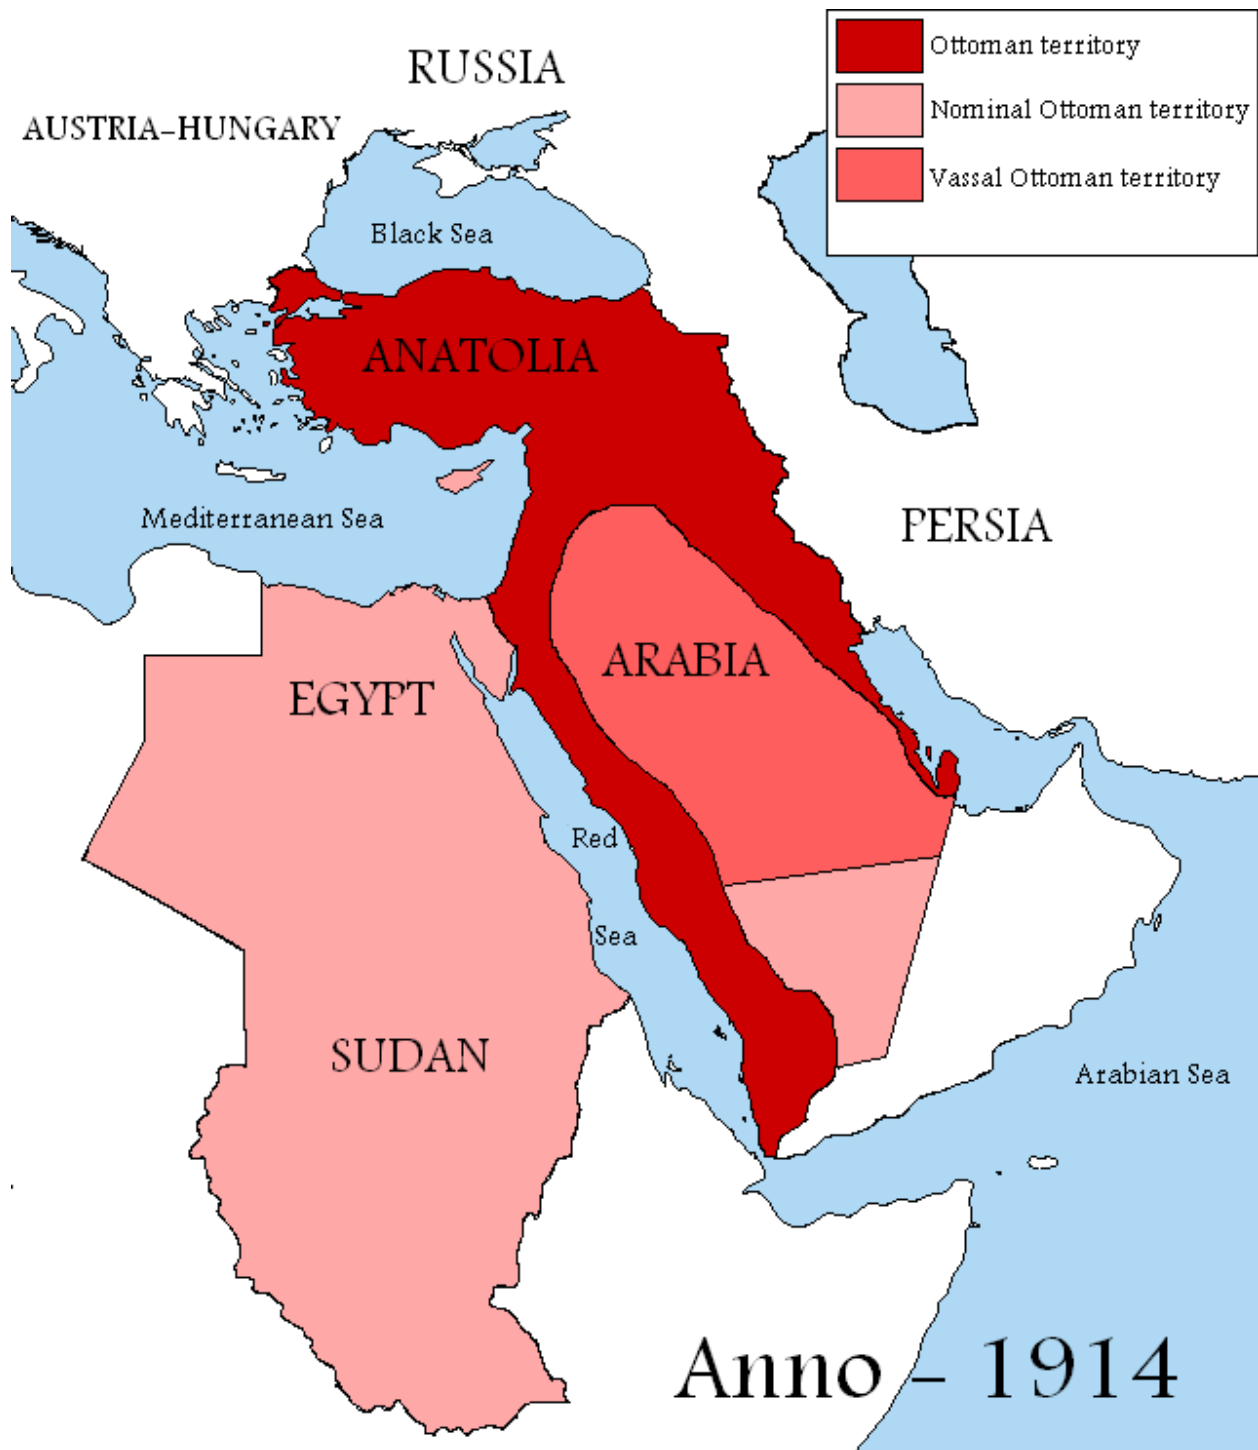 Ottoman territory
RUSSIA
Nominal Ottoman territory
AUSTRIA-HUNGARY
Vassal Ottoman territory
Black Sea
ANATOLIA
Mediterranean Sea
PERSIA
ARABIA
EGYPT
Red
Sea
SUDAN
Arabian Sea
Anno - 1914